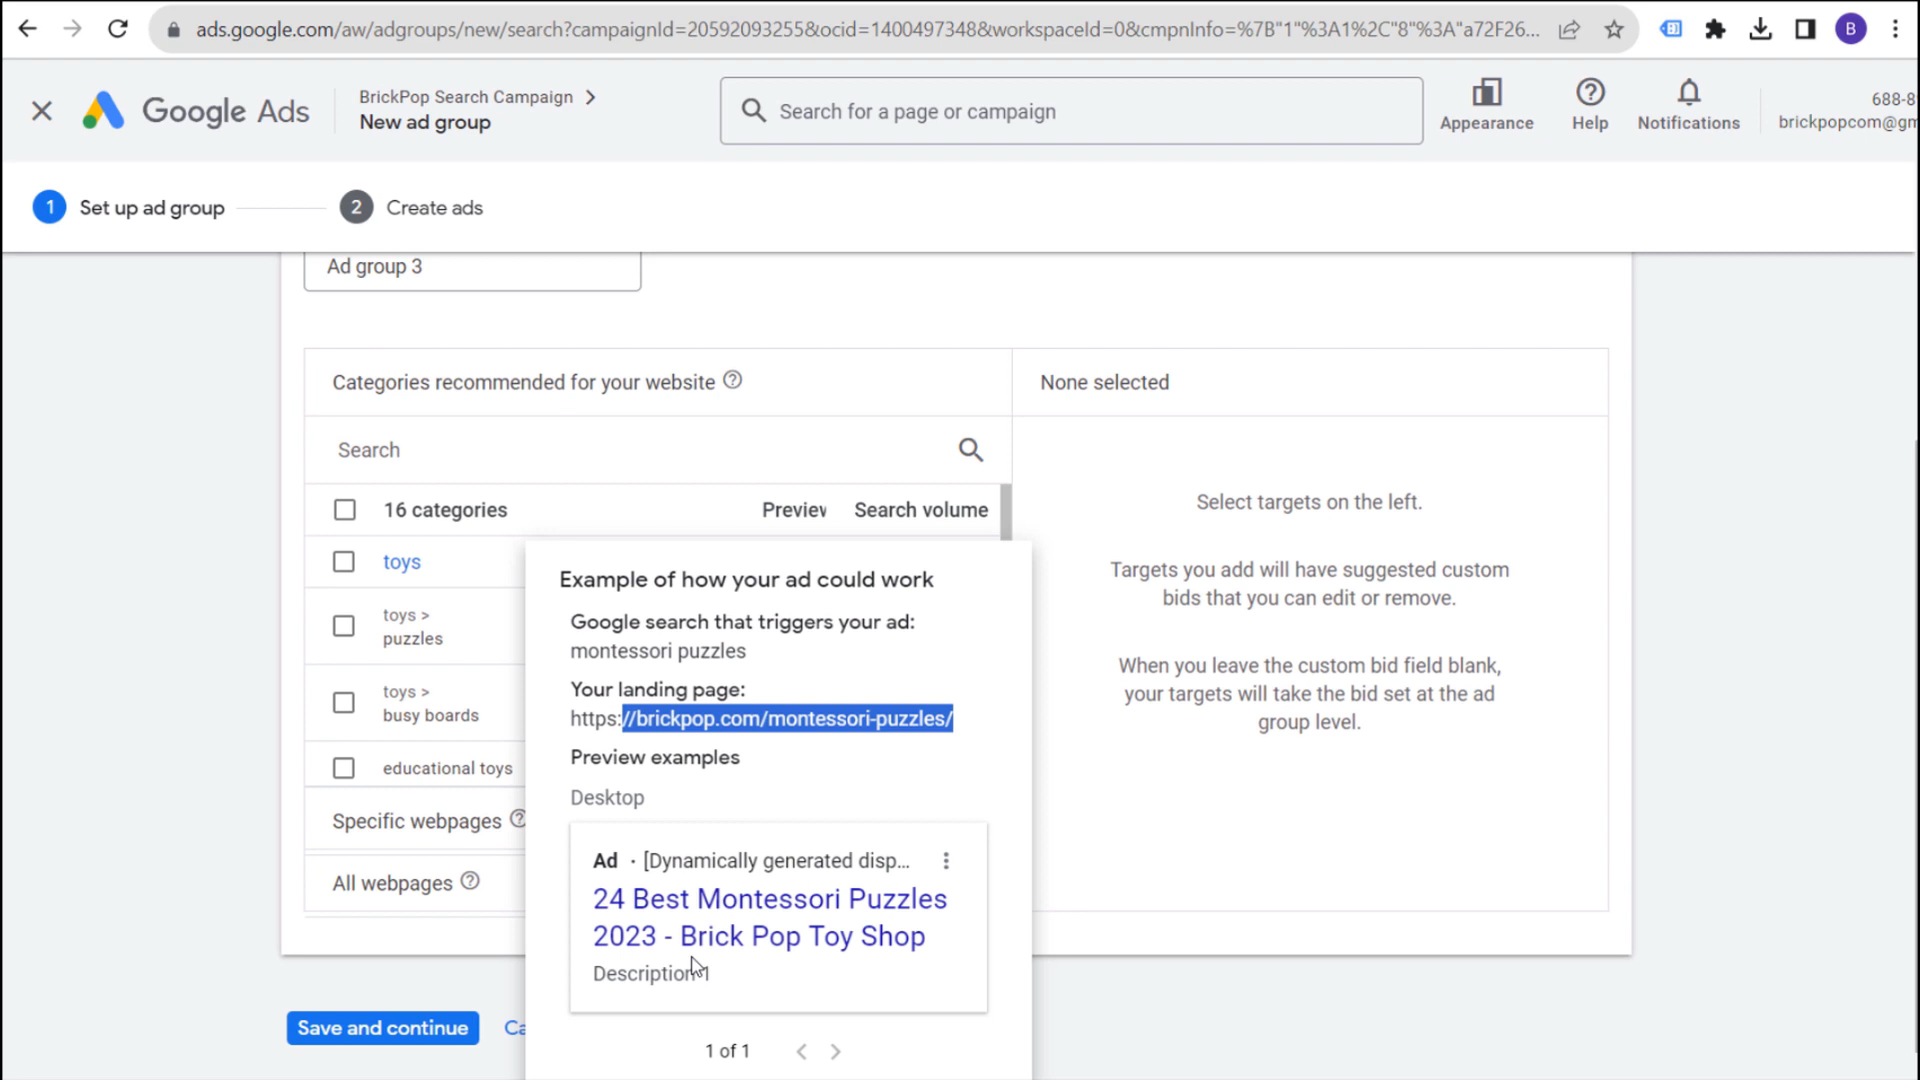 ads.google.com/aw/adgroups/new/search?campaignId=20592093255&ocid=1400497348&workspaceId=0&cmpnInfo=%7B"1"%3A1%2C"8"%3A"a72F26...
B
Google Ads
BrickPop Search Campaign
New ad group
Search for a page or campaign
Appearance
Help
Notifications
688-8
brickpopcom@gm
1 Set up ad group
2 Create ads
Ad group 3
Categories recommended for your website
None selected
Search
16 categories Preview Search volume
toys
toys >
puzzles
toys >
busy boards
educational toys
Specific webpages
All webpages
Select targets on the left.
Targets you add will have suggested custom
bids that you can edit or remove.
When you leave the custom bid field blank,
your targets will take the bid set at the ad
group level.
Example of how your ad could work
Google search that triggers your ad:
montessori puzzles
Your landing page:
https://brickpop.com/montessori-puzzles/
Preview examples
Desktop
Ad · [Dynamically generated disp...
24 Best Montessori Puzzles
2023 - Brick Pop Toy Shop
Description 1
1 of 1
Save and continue
Ca